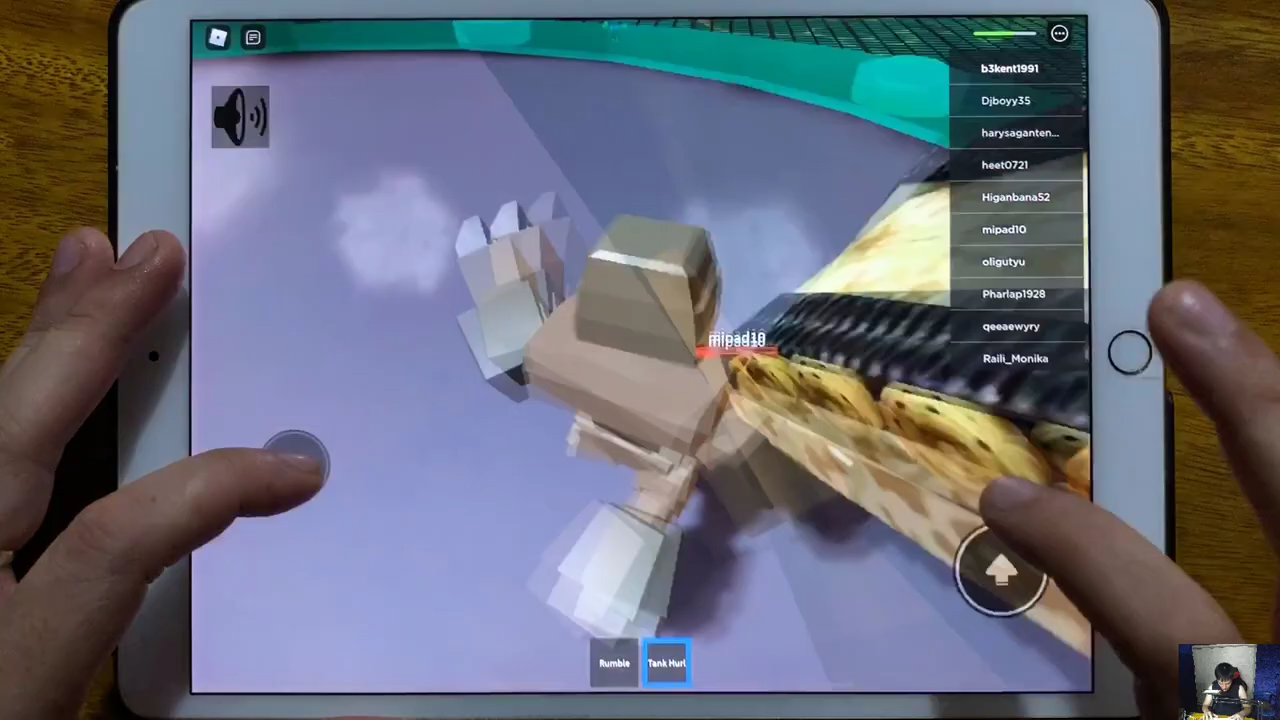 b3kent1991
Djboyy35
harysaganten...
heet0721
Higanbana52
mipad10
oligutyu
Pharlap1928
qeeaewyry
Raili_Monika
mipad10
Rumble
Tank Hurl